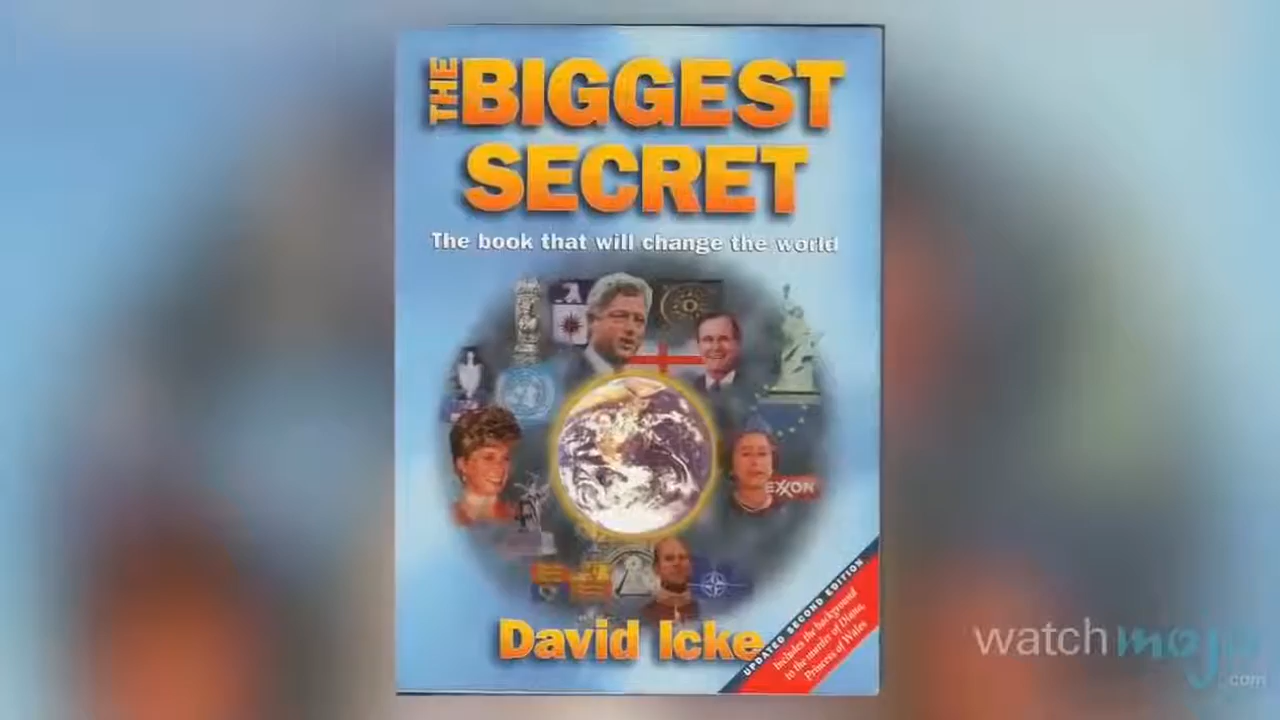 THE
BIGGEST
SECRET
The book that will change the world
EXXON
David Icke
UPDATED SECOND EDITION
Includes the background
to the murder of Diana,
Princess of Wales
watchmojo
.com